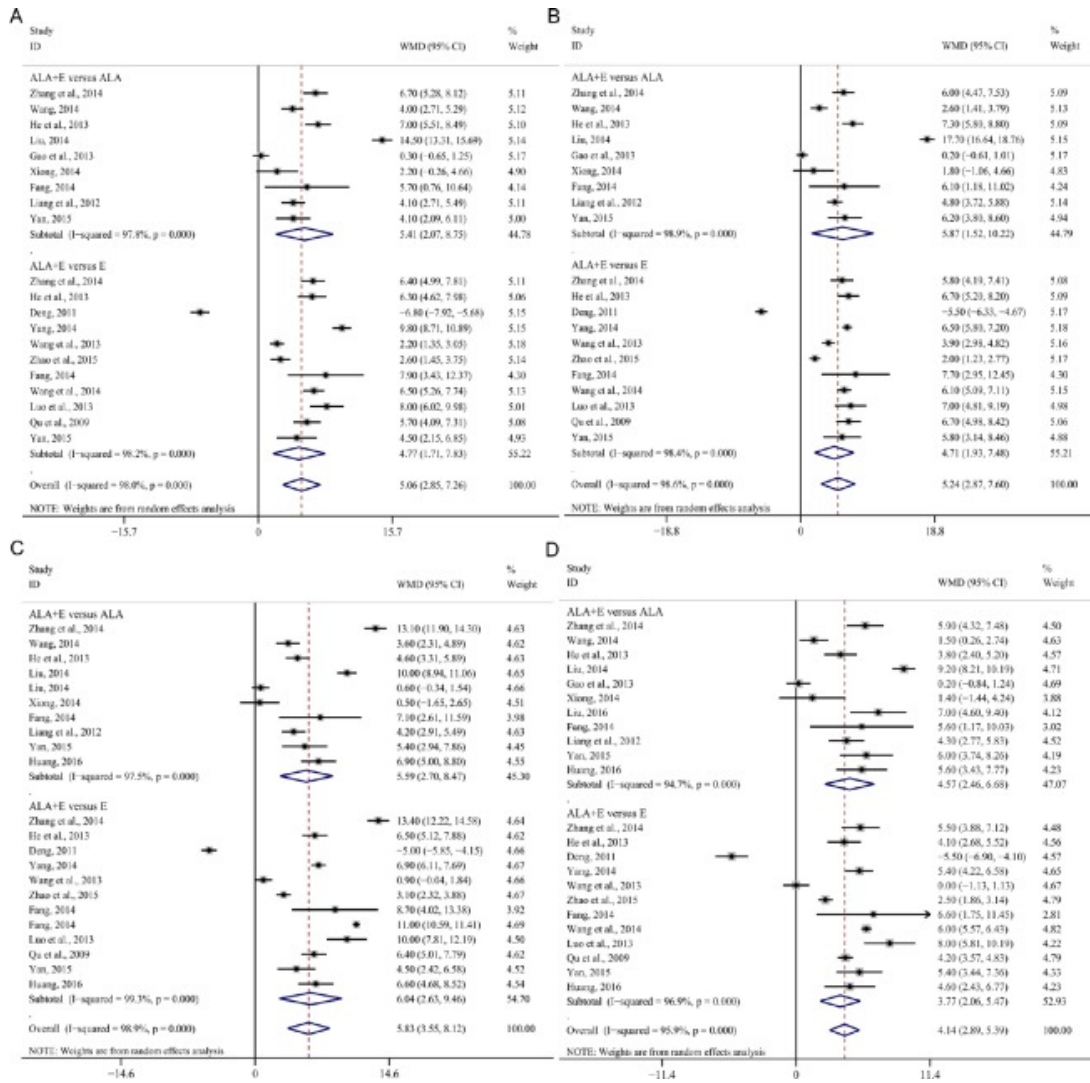 A
Study %
ID WMD (95% CI) Weight
ALA+E versus ALA
Zhang et al., 2014 6.70 (5.28, 8.12) 5.11
Wang, 2014 4.00 (2.71, 5.29) 5.12
He et al., 2013 7.00 (5.51, 8.49) 5.10
Liu, 2014 14.50 (13.31, 15.69) 5.14
Gao et al., 2013 0.30 (−0.65, 1.25) 5.17
Xiong, 2014 2.20 (−0.26, 4.66) 4.90
Fang, 2014 5.70 (0.76, 10.64) 4.14
Liang et al., 2012 4.10 (2.71, 5.49) 5.11
Yan, 2015 4.10 (2.09, 6.11) 5.00
Subtotal (I-squared = 97.8%, p = 0.000) 5.41 (2.07, 8.75) 44.78
.
ALA+E versus E
Zhang et al., 2014 6.40 (4.99, 7.81) 5.11
He et al., 2013 6.30 (4.62, 7.98) 5.06
Deng, 2011 −6.80 (−7.92, −5.68) 5.15
Yang, 2014 9.80 (8.71, 10.89) 5.15
Wang et al., 2013 2.20 (1.35, 3.05) 5.18
Zhao et al., 2015 2.60 (1.45, 3.75) 5.14
Fang, 2014 7.90 (3.43, 12.37) 4.30
Wang et al., 2014 6.50 (5.26, 7.74) 5.13
Luo et al., 2013 8.00 (6.02, 9.98) 5.01
Qu et al., 2009 5.70 (4.09, 7.31) 5.08
Yan, 2015 4.50 (2.15, 6.85) 4.93
Subtotal (I-squared = 98.2%, p = 0.000) 4.77 (1.71, 7.83) 55.22
.
Overall (I-squared = 98.0%, p = 0.000) 5.06 (2.85, 7.26) 100.00
NOTE: Weights are from random effects analysis
−15.7 0 15.7
B
Study %
ID WMD (95% CI) Weight
ALA+E versus ALA
Zhang et al., 2014 6.00 (4.47, 7.53) 5.09
Wang, 2014 2.60 (1.41, 3.79) 5.13
He et al., 2013 7.30 (5.80, 8.80) 5.09
Liu, 2014 17.70 (16.64, 18.76) 5.15
Gao et al., 2013 0.20 (−0.61, 1.01) 5.17
Xiong, 2014 1.80 (−1.06, 4.66) 4.83
Fang, 2014 6.10 (1.18, 11.02) 4.24
Liang et al., 2012 4.80 (3.72, 5.88) 5.14
Yan, 2015 6.20 (3.80, 8.60) 4.94
Subtotal (I-squared = 98.9%, p = 0.000) 5.87 (1.52, 10.22) 44.79
.
ALA+E versus E
Zhang et al., 2014 5.80 (4.19, 7.41) 5.08
He et al., 2013 6.70 (5.20, 8.20) 5.09
Deng, 2011 −5.50 (−6.33, −4.67) 5.17
Yang, 2014 6.50 (5.80, 7.20) 5.18
Wang et al., 2013 3.90 (2.98, 4.82) 5.16
Zhao et al., 2015 2.00 (1.23, 2.77) 5.17
Fang, 2014 7.70 (2.95, 12.45) 4.30
Wang et al., 2014 6.10 (5.09, 7.11) 5.15
Luo et al., 2013 7.00 (4.81, 9.19) 4.98
Qu et al., 2009 6.70 (4.98, 8.42) 5.06
Yan, 2015 5.80 (3.14, 8.46) 4.88
Subtotal (I-squared = 98.4%, p = 0.000) 4.71 (1.93, 7.48) 55.21
.
Overall (I-squared = 98.6%, p = 0.000) 5.24 (2.87, 7.60) 100.00
NOTE: Weights are from random effects analysis
−18.8 0 18.8
C
Study %
ID WMD (95% CI) Weight
ALA+E versus ALA
Zhang et al., 2014 13.10 (11.90, 14.30) 4.63
Wang, 2014 3.60 (2.31, 4.89) 4.62
He et al., 2013 4.60 (3.31, 5.89) 4.62
Liu, 2014 10.00 (8.94, 11.06) 4.65
Liu, 2014 0.60 (−0.34, 1.54) 4.66
Xiong, 2014 0.50 (−1.65, 2.65) 4.51
Fang, 2014 7.10 (2.61, 11.59) 3.98
Liang et al., 2012 4.20 (2.91, 5.49) 4.63
Yan, 2015 5.40 (2.94, 7.86) 4.45
Huang, 2016 6.90 (5.00, 8.80) 4.55
Subtotal (I-squared = 97.5%, p = 0.000) 5.59 (2.70, 8.47) 45.30
.
ALA+E versus E
Zhang et al., 2014 13.40 (12.22, 14.58) 4.64
He et al., 2013 6.50 (5.12, 7.88) 4.62
Deng, 2011 −5.00 (−5.85, −4.15) 4.66
Yang, 2014 6.90 (6.11, 7.69) 4.67
Wang et al., 2013 0.90 (−0.04, 1.84) 4.66
Zhao et al., 2015 3.10 (2.32, 3.88) 4.67
Fang, 2014 8.70 (4.02, 13.38) 3.92
Fang, 2014 11.00 (10.59, 11.41) 4.69
Luo et al., 2013 10.00 (7.81, 12.19) 4.50
Qu et al., 2009 6.40 (5.01, 7.79) 4.62
Yan, 2015 4.50 (2.42, 6.58) 4.52
Huang, 2016 6.60 (4.68, 8.52) 4.54
Subtotal (I-squared = 99.3%, p = 0.000) 6.04 (2.63, 9.46) 54.70
.
Overall (I-squared = 98.9%, p = 0.000) 5.83 (3.55, 8.12) 100.00
NOTE: Weights are from random effects analysis
−14.6 0 14.6
D
Study %
ID WMD (95% CI) Weight
ALA+E versus ALA
Zhang et al., 2014 5.90 (4.32, 7.48) 4.50
Wang, 2014 1.50 (0.26, 2.74) 4.63
He et al., 2013 3.80 (2.40, 5.20) 4.57
Liu, 2014 9.20 (8.21, 10.19) 4.71
Gao et al., 2013 0.20 (−0.84, 1.24) 4.69
Xiong, 2014 1.40 (−1.44, 4.24) 3.88
Liu, 2016 7.00 (4.60, 9.40) 4.12
Fang, 2014 5.60 (1.17, 10.03) 3.02
Liang et al., 2012 4.30 (2.77, 5.83) 4.52
Yan, 2015 6.00 (3.74, 8.26) 4.19
Huang, 2016 5.60 (3.43, 7.77) 4.23
Subtotal (I-squared = 94.7%, p = 0.000) 4.57 (2.46, 6.68) 47.07
.
ALA+E versus E
Zhang et al., 2014 5.50 (3.88, 7.12) 4.48
He et al., 2013 4.10 (2.68, 5.52) 4.56
Deng, 2011 −5.50 (−6.90, −4.10) 4.57
Yang, 2014 5.40 (4.22, 6.58) 4.65
Wang et al., 2013 0.00 (−1.13, 1.13) 4.67
Zhao et al., 2015 2.50 (1.86, 3.14) 4.79
Fang, 2014 6.60 (1.75, 11.45) 2.81
Wang et al., 2014 6.00 (5.57, 6.43) 4.82
Luo et al., 2013 8.00 (5.81, 10.19) 4.22
Qu et al., 2009 4.20 (3.57, 4.83) 4.79
Yan, 2015 5.40 (3.44, 7.36) 4.33
Huang, 2016 4.60 (2.43, 6.77) 4.23
Subtotal (I-squared = 96.9%, p = 0.000) 3.77 (2.06, 5.47) 52.93
.
Overall (I-squared = 95.9%, p = 0.000) 4.14 (2.89, 5.39) 100.00
NOTE: Weights are from random effects analysis
−11.4 0 11.4